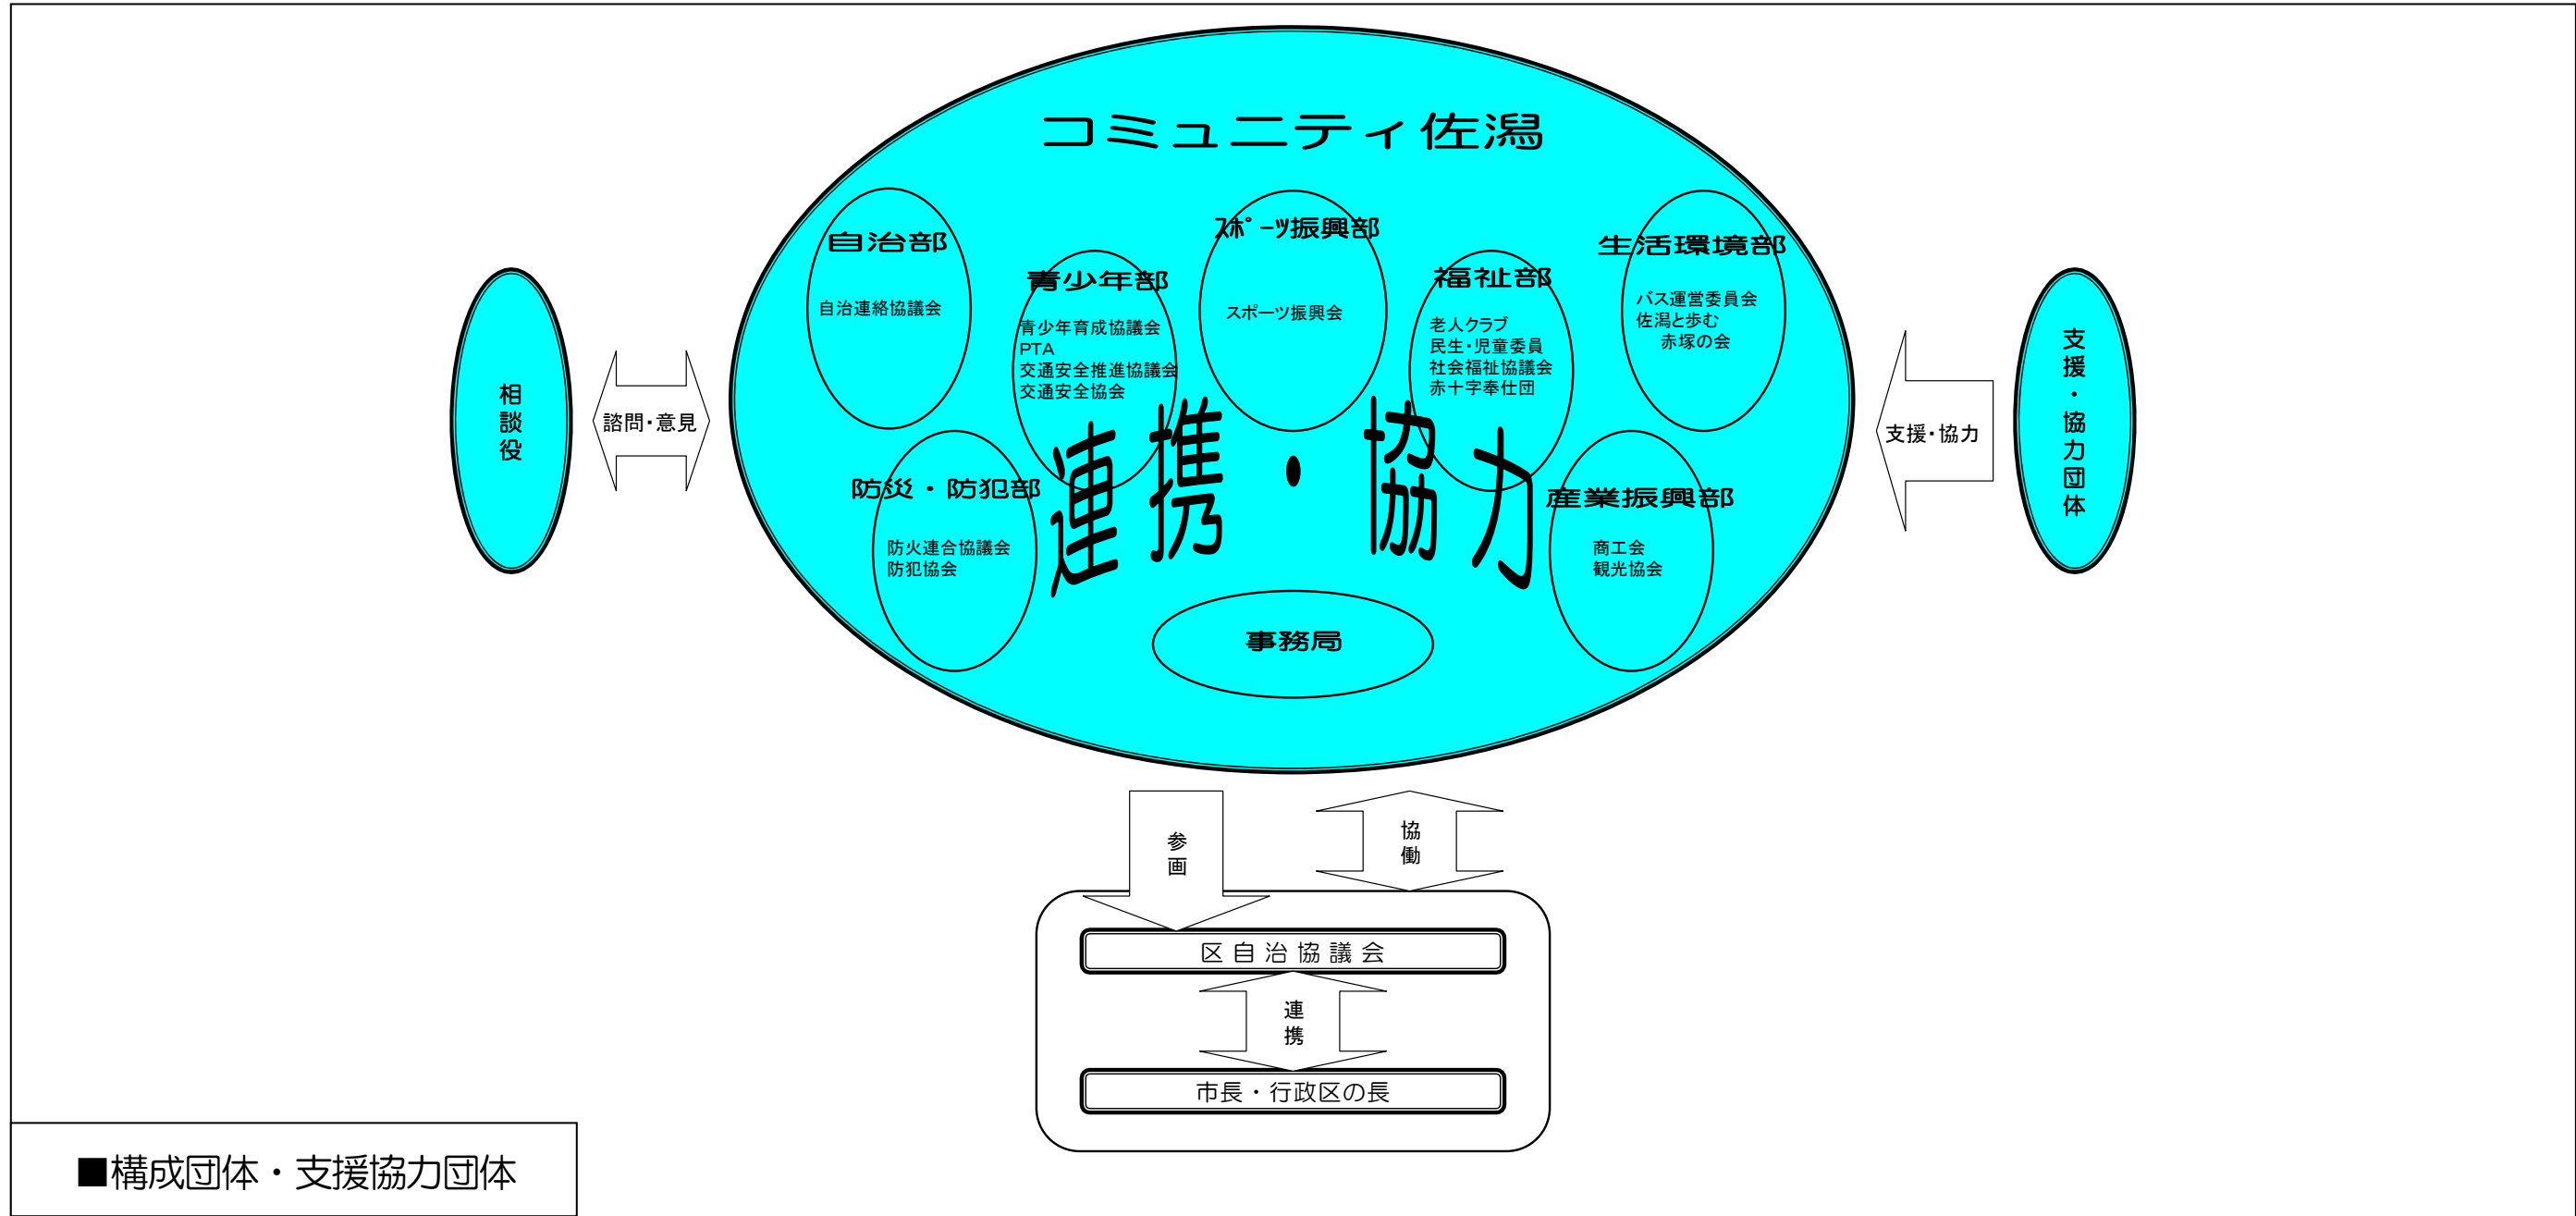 コミュニティ佐潟
自治部
自治連絡協議会
青少年部
青少年育成協議会
PTA
交通安全推進協議会
交通安全協会
スポーツ振興部
スポーツ振興会
福祉部
老人クラブ
民生・児童委員
社会福祉協議会
赤十字奉仕団
生活環境部
バス運営委員会
佐潟と歩む
赤塚の会
防災・防犯部
防火連合協議会
防犯協会
連携・協力
産業振興部
商工会
観光協会
事務局
相談役
諮問・意見
支援・協力
支援・協力団体
参画
協働
区自治協議会
連携
市長・行政区の長
■構成団体・支援協力団体